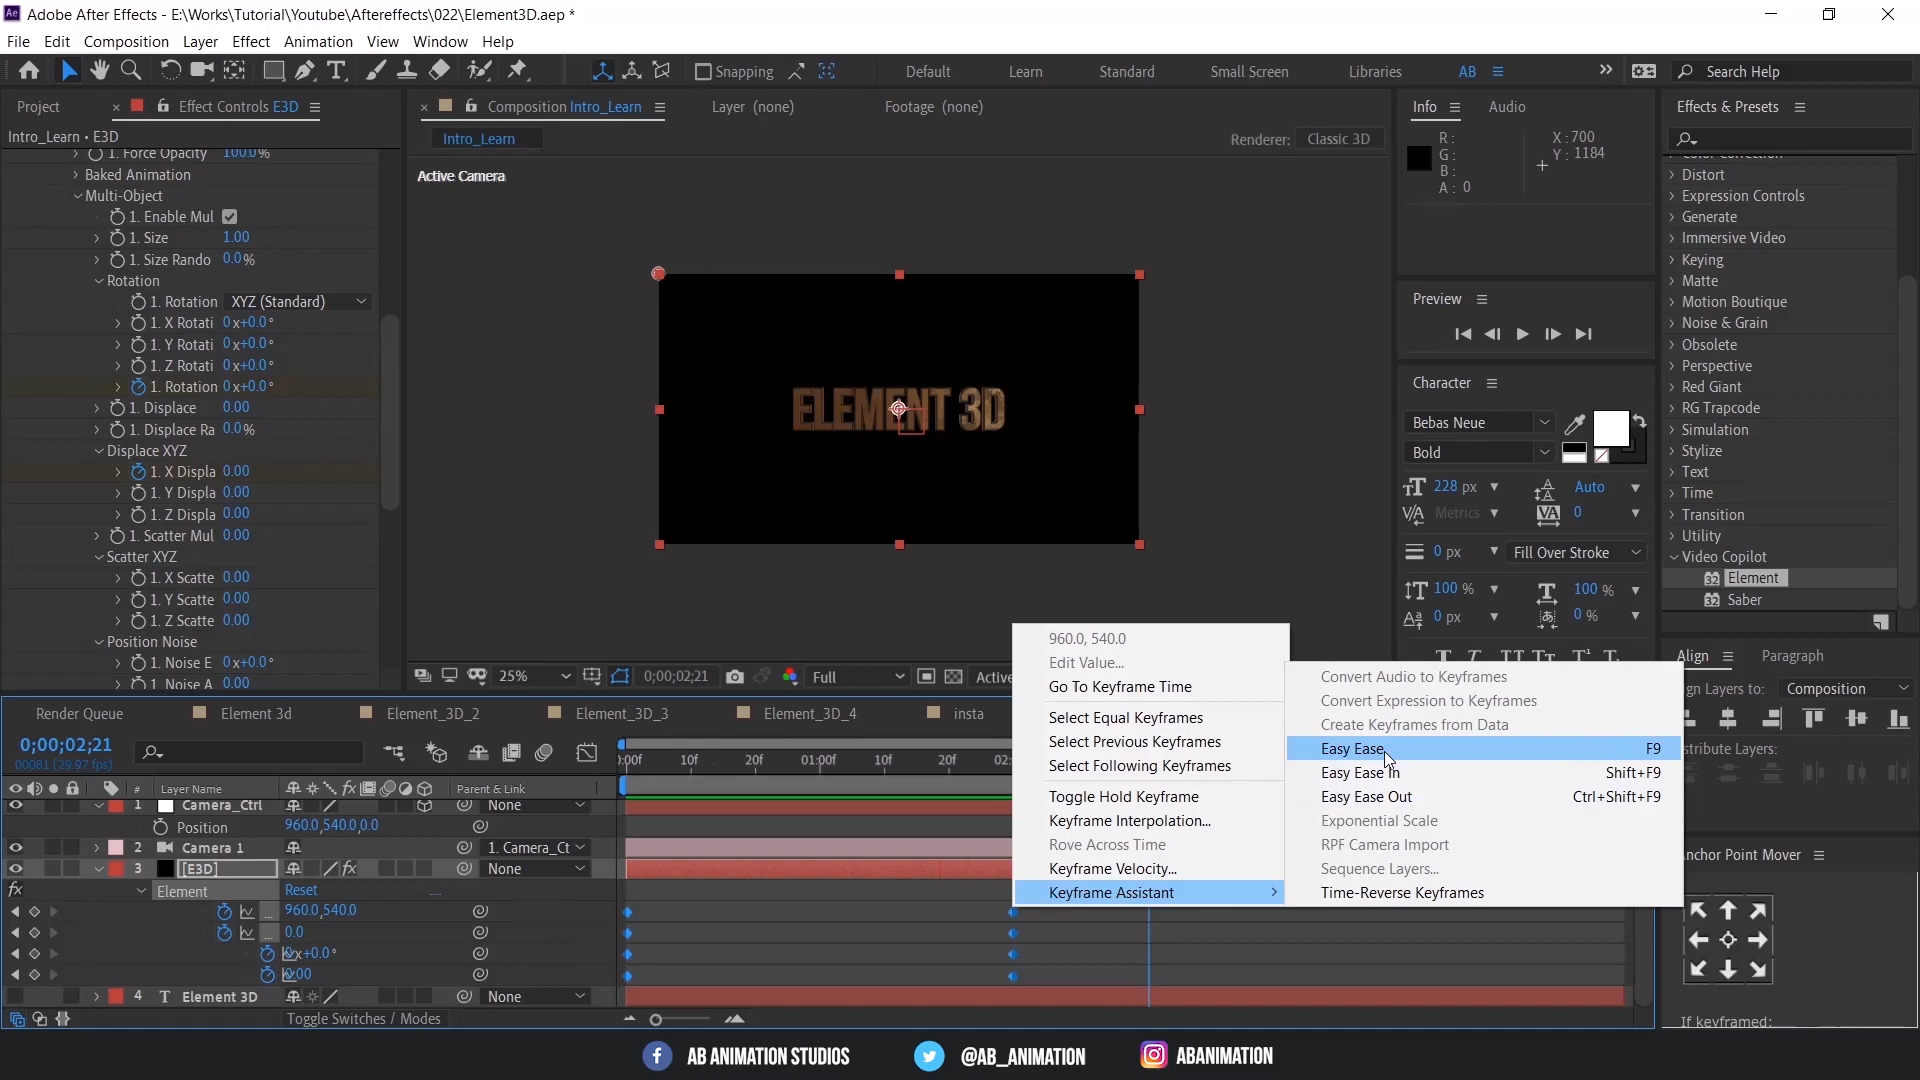 Adobe After Effects - E:\Works\Tutorial\Youtube\Aftereffects\022\Element3D.aep *
File Edit Composition Layer Effect Animation View Window Help
Snapping
Default Learn Standard Small Screen Libraries AB
Search Help
Project
Effect Controls E3D
Composition Intro_Learn
Layer (none)
Footage (none)
Info Audio
Effects & Presets
Intro_Learn • E3D
Intro_Learn
Renderer: Classic 3D
Active Camera
1. Force Opacity 100.0%
Baked Animation
Multi-Object
1. Enable Mul
1. Size 1.00
1. Size Rando 0.0%
Rotation
1. Rotation XYZ (Standard)
1. X Rotati 0x+0.0°
1. Y Rotati 0x+0.0°
1. Z Rotati 0x+0.0°
1. Rotation 0x+0.0°
1. Displace 0.00
1. Displace Ra 0.0%
Displace XYZ
1. X Displa 0.00
1. Y Displa 0.00
1. Z Displa 0.00
1. Scatter Mul 0.00
Scatter XYZ
1. X Scatte 0.00
1. Y Scatte 0.00
1. Z Scatte 0.00
Position Noise
1. Noise E 0x+0.0°
1. Noise A 0.00
ELEMENT 3D
25%
0;00;02;21
Full
R:
G:
B:
A: 0
X: 700
Y: 1184
Preview
Character
Bebas Neue
Bold
228 px
Auto
Metrics
0
0 px
Fill Over Stroke
100 %
100 %
0 px
0 %
Color Correction
Distort
Expression Controls
Generate
Immersive Video
Keying
Matte
Motion Boutique
Noise & Grain
Obsolete
Perspective
Red Giant
RG Trapcode
Simulation
Stylize
Text
Time
Transition
Utility
Video Copilot
32 Element
32 Saber
Align Paragraph
gn Layers to: Composition
stribute Layers:
Anchor Point Mover
If keyframed:
960.0, 540.0
Edit Value...
Go To Keyframe Time
Select Equal Keyframes
Select Previous Keyframes
Select Following Keyframes
Toggle Hold Keyframe
Keyframe Interpolation...
Rove Across Time
Keyframe Velocity...
Keyframe Assistant
Convert Audio to Keyframes
Convert Expression to Keyframes
Create Keyframes from Data
Easy Ease F9
Easy Ease In Shift+F9
Easy Ease Out Ctrl+Shift+F9
Exponential Scale
RPF Camera Import
Sequence Layers...
Time-Reverse Keyframes
Render Queue
Element 3d
Element_3D_2
Element_3D_3
Element_3D_4
insta
0;00;02;21
00081 (29.97 fps)
:00f 10f 20f 01:00f 10f 20f 02:
# Layer Name Parent & Link
1 Camera_Ctrl None
Position 960.0,540.0,0.0
2 Camera 1 1. Camera_Ct
3 [E3D] fx None
fx Element Reset ....
960.0,540.0
0.0
0x+0.0°
0.00
4 T Element 3D None
Toggle Switches / Modes
AB ANIMATION STUDIOS
@AB_ANIMATION
ABANIMATION